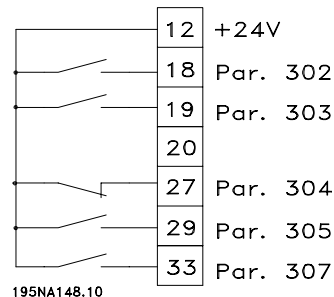 12 +24V
18 Par. 302
19 Par. 303
20
27 Par. 304
29 Par. 305
33 Par. 307
195NA148.10